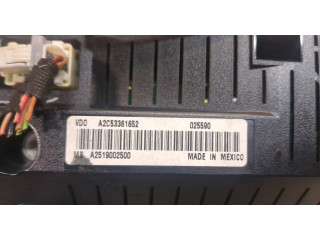 VDO A2C53361652 025590
MB A2519002500 MADE IN MEXICO